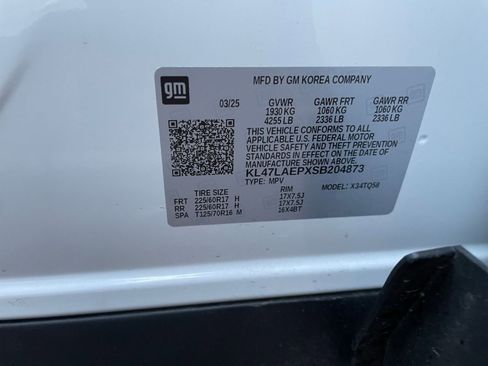 gm
MFD BY GM KOREA COMPANY
03/25 GVWR GAWR FRT GAWR RR
1930 KG 1060 KG 1060 KG
4255 LB 2336 LB 2336 LB
THIS VEHICLE CONFORMS TO ALL
APPLICABLE U.S. FEDERAL MOTOR
VEHICLE SAFETY AND THEFT PREVENTION
STANDARDS IN EFFECT ON THE DATE OF
MANUFACTURE SHOWN ABOVE.
KL47LAEPXSB204873
TYPE: MPV MODEL: X34TQ58
TIRE SIZE RIM
FRT 225/60R17 H 17X7.5J
RR 225/60R17 H 17X7.5J
SPA T125/70R16 M 16X4BT